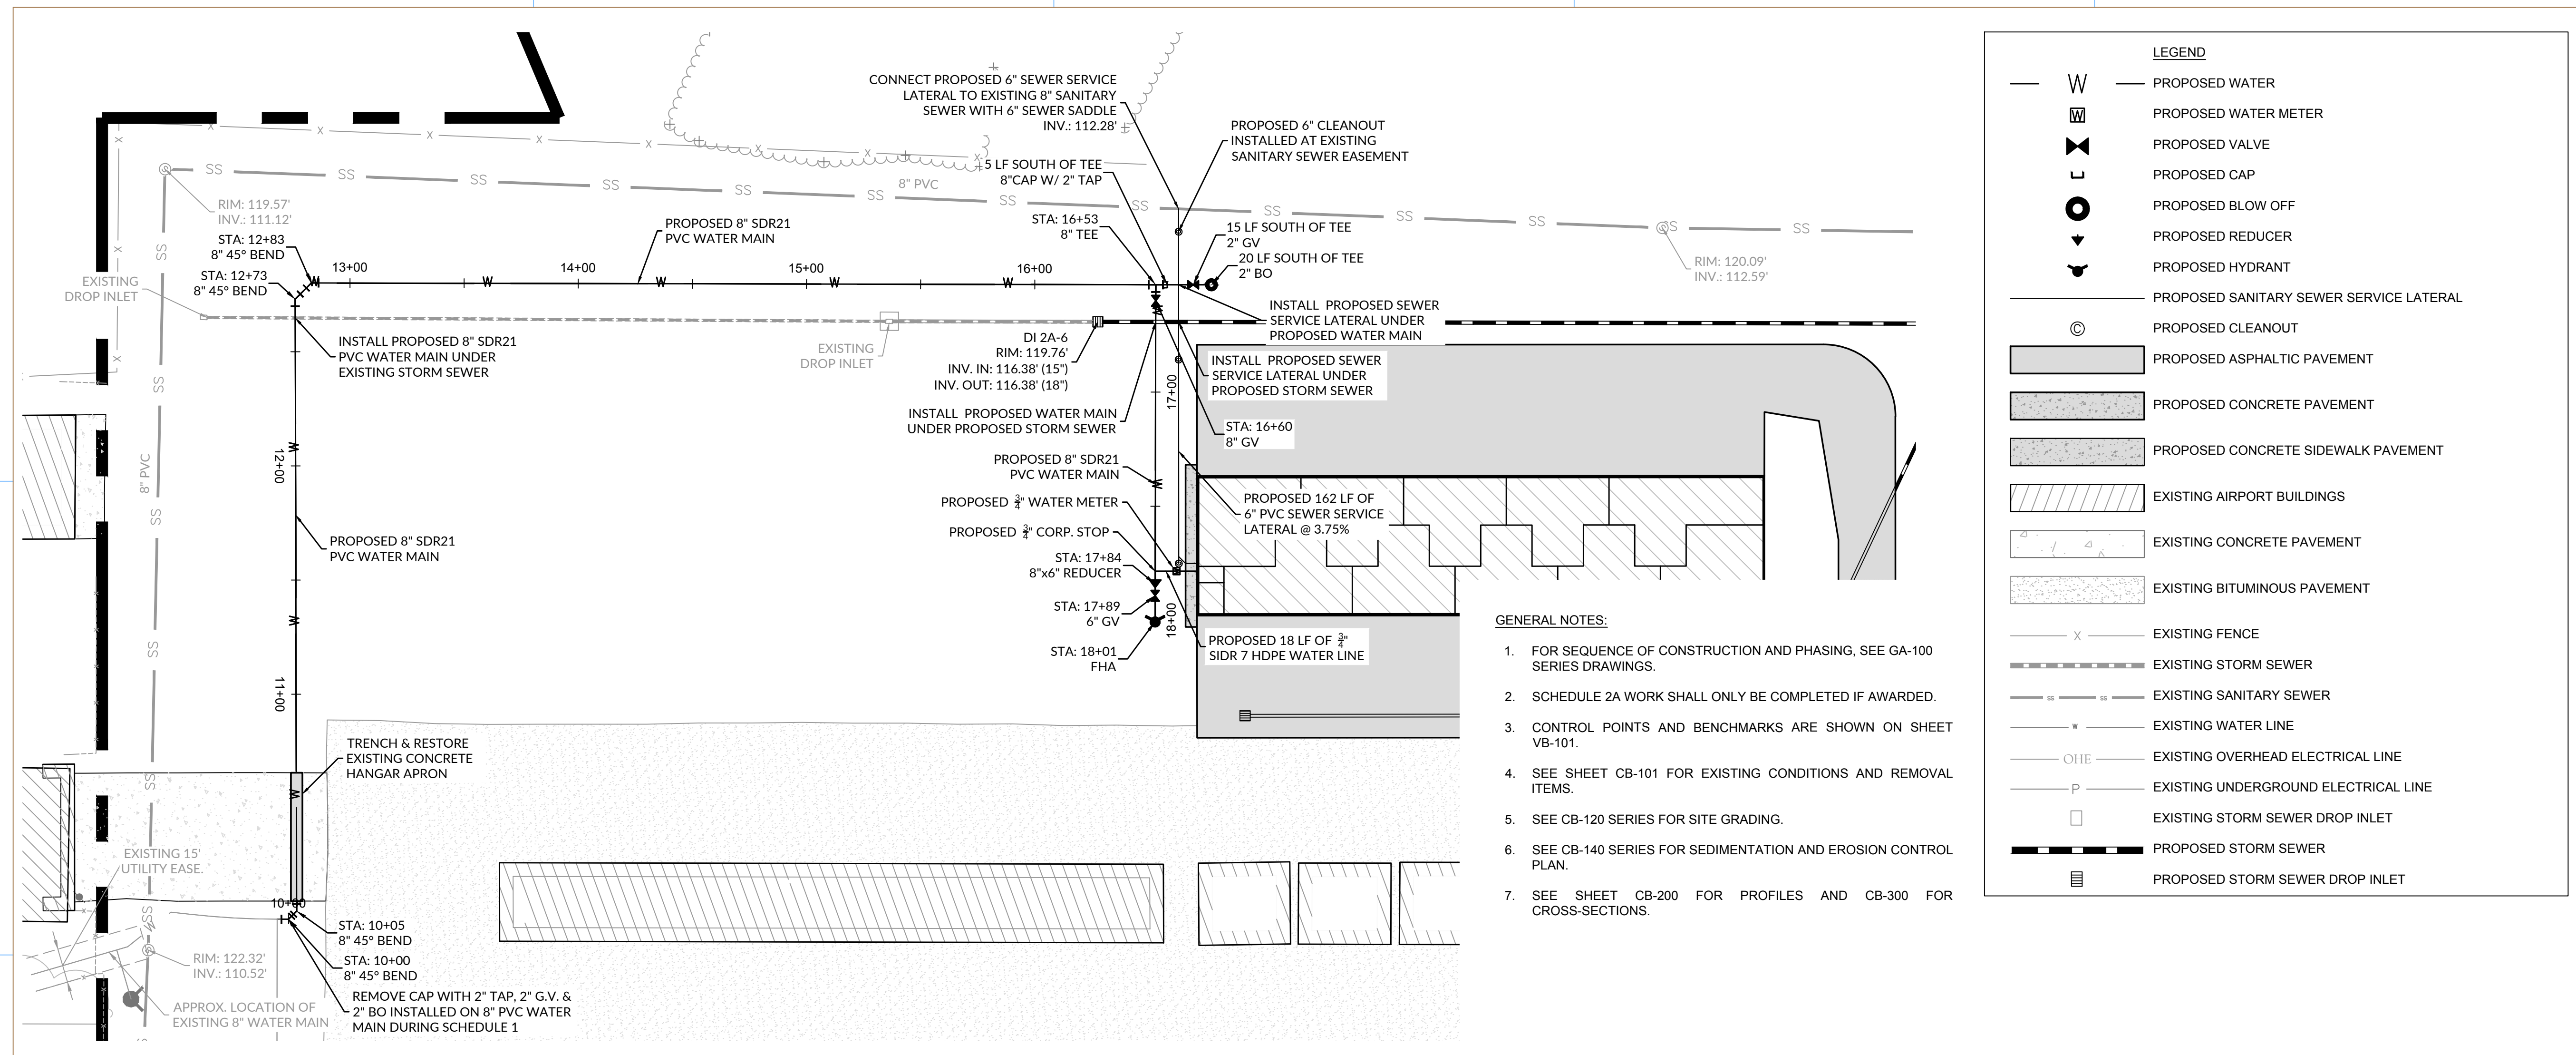 CONNECT PROPOSED 6" SEWER SERVICE
LATERAL TO EXISTING 8" SANITARY
SEWER WITH 6" SEWER SADDLE
INV.: 112.28'
PROPOSED 6" CLEANOUT
INSTALLED AT EXISTING
SANITARY SEWER EASEMENT
5 LF SOUTH OF TEE
8"CAP W/ 2" TAP
8" PVC
X
X
X
X
X
X
X
X
SS
SS
SS
SS
SS
SS
SS
SS
SS
SS
SS
SS
RIM: 119.57'
INV.: 111.12'
STA: 12+83
8" 45° BEND
STA: 12+73
8" 45° BEND
PROPOSED 8" SDR21
PVC WATER MAIN
STA: 16+53
8" TEE
15 LF SOUTH OF TEE
2" GV
20 LF SOUTH OF TEE
2" BO
RIM: 120.09'
INV.: 112.59'
13+00
14+00
15+00
16+00
W
W
W
W
W
EXISTING
DROP INLET
INSTALL PROPOSED 8" SDR21
PVC WATER MAIN UNDER
EXISTING STORM SEWER
EXISTING
DROP INLET
DI 2A-6
RIM: 119.76'
INV. IN: 116.38' (15")
INV. OUT: 116.38' (18")
INSTALL PROPOSED SEWER
SERVICE LATERAL UNDER
PROPOSED WATER MAIN
INSTALL PROPOSED SEWER
SERVICE LATERAL UNDER
PROPOSED STORM SEWER
INSTALL PROPOSED WATER MAIN
UNDER PROPOSED STORM SEWER
17+00
STA: 16+60
8" GV
PROPOSED 8" SDR21
PVC WATER MAIN
PROPOSED 3/4" WATER METER
PROPOSED 3/4" CORP. STOP
STA: 17+84
8"x6" REDUCER
STA: 17+89
6" GV
STA: 18+01
FHA
18+00
W
PROPOSED 162 LF OF
6" PVC SEWER SERVICE
LATERAL @ 3.75%
PROPOSED 18 LF OF 3/4"
SIDR 7 HDPE WATER LINE
SS
SS
8" PVC
SS
SS
SS
SS
W
12+00
PROPOSED 8" SDR21
PVC WATER MAIN
W
11+00
TRENCH & RESTORE
EXISTING CONCRETE
HANGAR APRON
W
EXISTING 15'
UTILITY EASE.
10+00
W
STA: 10+05
8" 45° BEND
STA: 10+00
8" 45° BEND
RIM: 122.32'
INV.: 110.52'
REMOVE CAP WITH 2" TAP, 2" G.V. &
2" BO INSTALLED ON 8" PVC WATER
MAIN DURING SCHEDULE 1
APPROX. LOCATION OF
EXISTING 8" WATER MAIN
GENERAL NOTES:
1. FOR SEQUENCE OF CONSTRUCTION AND PHASING, SEE GA-100
SERIES DRAWINGS.
2. SCHEDULE 2A WORK SHALL ONLY BE COMPLETED IF AWARDED.
3. CONTROL POINTS AND BENCHMARKS ARE SHOWN ON SHEET
VB-101.
4. SEE SHEET CB-101 FOR EXISTING CONDITIONS AND REMOVAL
ITEMS.
5. SEE CB-120 SERIES FOR SITE GRADING.
6. SEE CB-140 SERIES FOR SEDIMENTATION AND EROSION CONTROL
PLAN.
7. SEE SHEET CB-200 FOR PROFILES AND CB-300 FOR
CROSS-SECTIONS.
LEGEND
W PROPOSED WATER
W PROPOSED WATER METER
PROPOSED VALVE
PROPOSED CAP
PROPOSED BLOW OFF
PROPOSED REDUCER
PROPOSED HYDRANT
PROPOSED SANITARY SEWER SERVICE LATERAL
© PROPOSED CLEANOUT
PROPOSED ASPHALTIC PAVEMENT
PROPOSED CONCRETE PAVEMENT
PROPOSED CONCRETE SIDEWALK PAVEMENT
EXISTING AIRPORT BUILDINGS
EXISTING CONCRETE PAVEMENT
EXISTING BITUMINOUS PAVEMENT
X EXISTING FENCE
EXISTING STORM SEWER
SS SS EXISTING SANITARY SEWER
W EXISTING WATER LINE
OHE EXISTING OVERHEAD ELECTRICAL LINE
P EXISTING UNDERGROUND ELECTRICAL LINE
EXISTING STORM SEWER DROP INLET
PROPOSED STORM SEWER
PROPOSED STORM SEWER DROP INLET